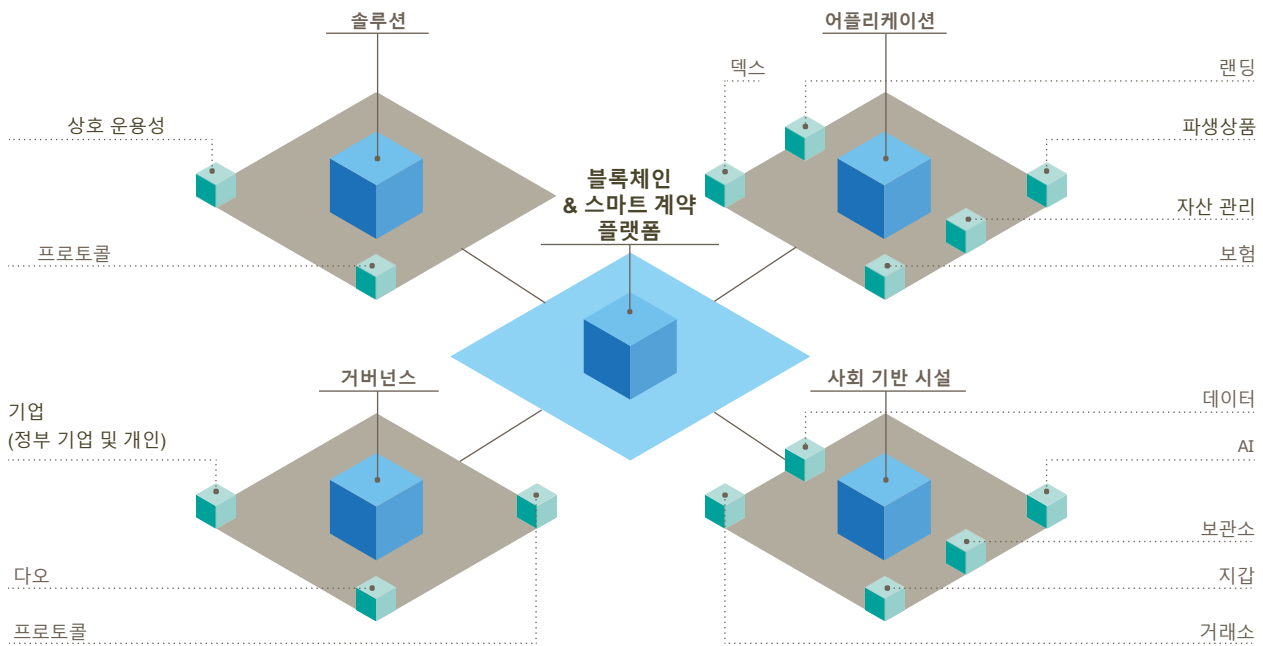 솔루션
상호 운용성
프로토콜
어플리케이션
덱스
랜딩
파생상품
자산 관리
보험
블록체인
& 스마트 계약
플랫폼
거버넌스
기업
(정부 기업 및 개인)
다오
프로토콜
사회 기반 시설
데이터
AI
보관소
지갑
거래소